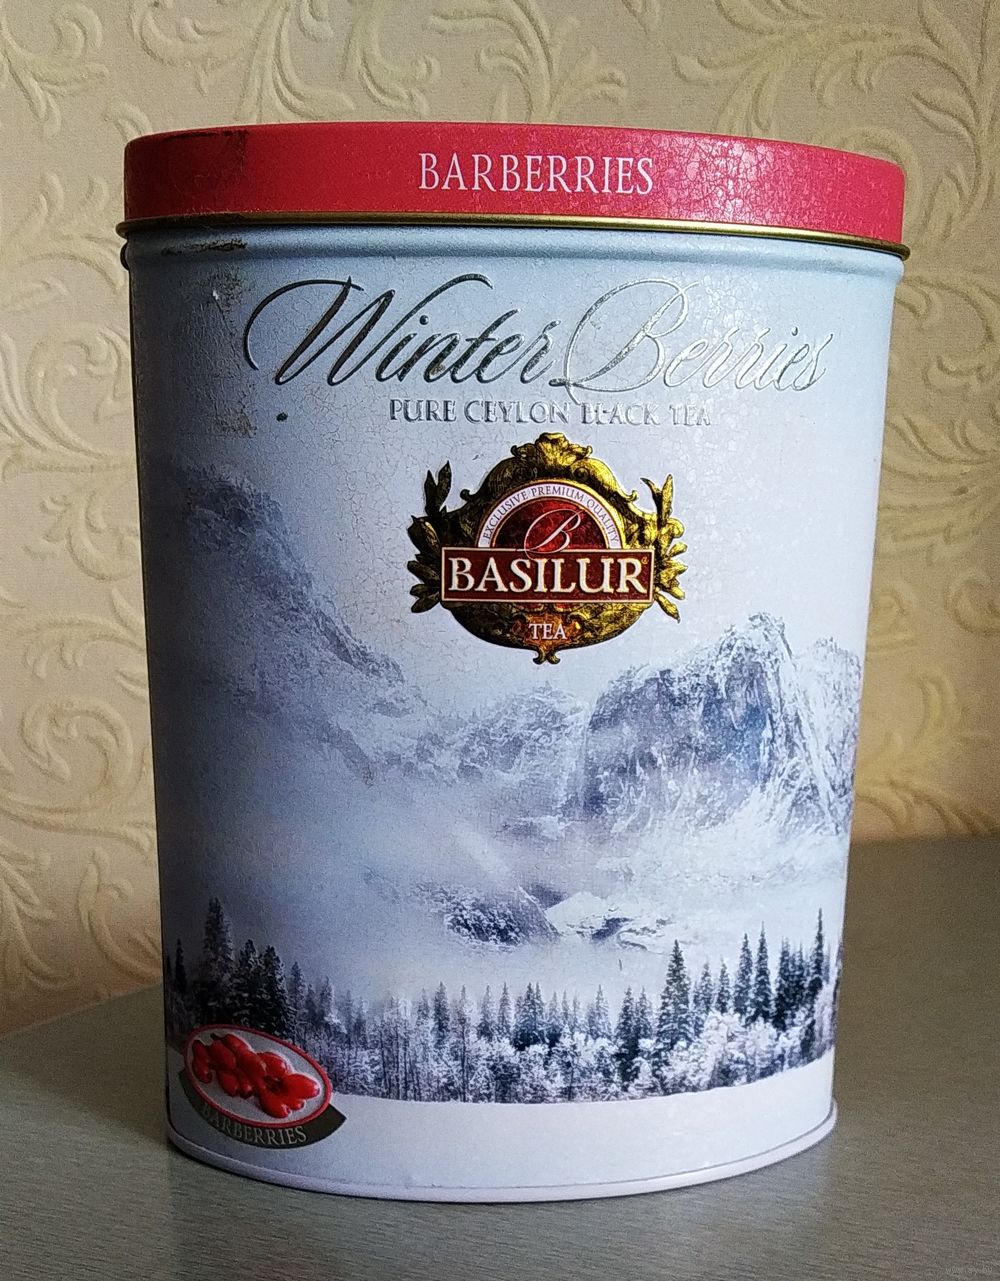 BARBERRIES
Winter Berries
PURE CEYLON BLACK TEA
EXCLUSIVE PREMIUM QUALITY
B
BASILUR
TEA
BARBERRIES